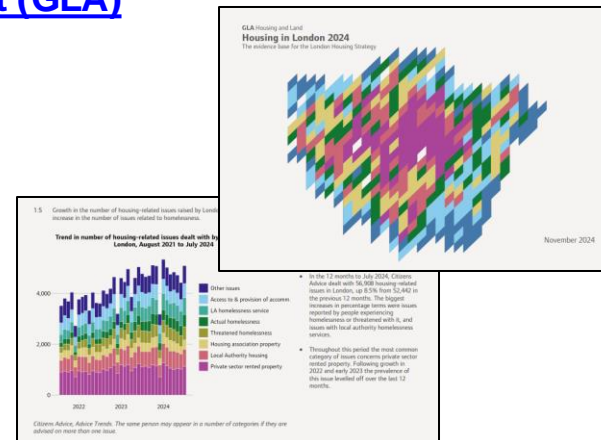 t (GLA)
GLA Housing and Land
Housing in London 2024
The evidence base for the London Housing Strategy
November 2024
1.5 Growth in the number of housing-related issues raised by Lond
increase in the number of issues related to homelessness.
Trend in number of housing-related issues dealt with by
London, August 2021 to July 2024
4,000
2,000
0
2022 2023 2024
Other issues
Access to & provision of accomm.
LA homelessness service
Actual homelessness
Threatened homelessness
Housing association property
Local Authority housing
Private sector rented property
• In the 12 months to July 2024, Citizens
Advice dealt with 56,908 housing-related
issues in London, up 8.5% from 52,442 in
the previous 12 months. The biggest
increases in percentage terms were issues
reported by people experiencing
homelessness or threatened with it, and
issues with local authority homelessness
services.
• Throughout this period the most common
category of issues concerns private sector
rented property. Following growth in
2022 and early 2023 the prevalence of
this issue levelled off over the last 12
months.
Citizens Advice, Advice Trends. The same person may appear in a number of categories if they are
advised on more than one issue.